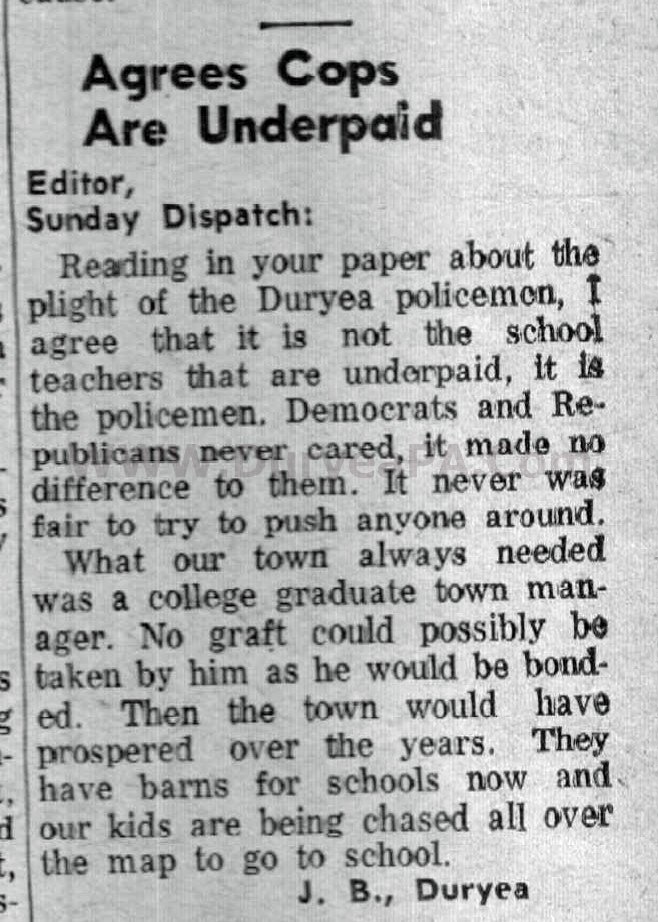 Agrees Cops
Are Underpaid
Editor,
Sunday Dispatch:
Reading in your paper about the
plight of the Duryea policemen, I
agree that it is not the school
teachers that are underpaid, it is
the policemen. Democrats and Re-
publicans never cared, it made no
www.DuryeaPA.com
difference to them. It never was
fair to try to push anyone around.
What our town always needed
was a college graduate town man-
ager. No graft could possibly be
taken by him as he would be bond-
ed. Then the town would have
prospered over the years. They
have barns for schools now and
our kids are being chased all over
the map to go to school.
J. B., Duryea